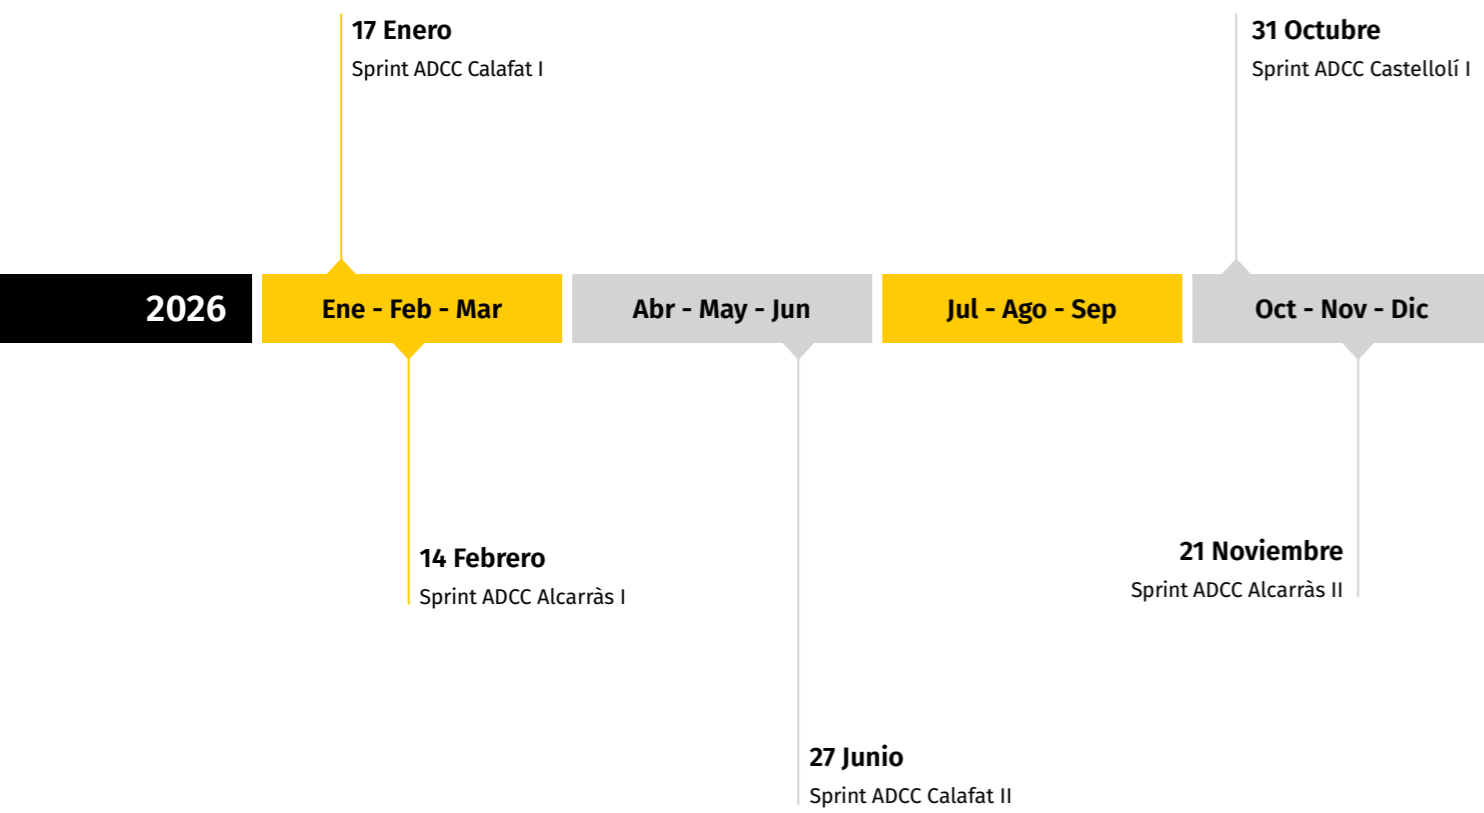 17 Enero
Sprint ADCC Calafat I
31 Octubre
Sprint ADCC Castellolí I
2026
Ene - Feb - Mar
Abr - May - Jun
Jul - Ago - Sep
Oct - Nov - Dic
14 Febrero
Sprint ADCC Alcarràs I
21 Noviembre
Sprint ADCC Alcarràs II
27 Junio
Sprint ADCC Calafat II